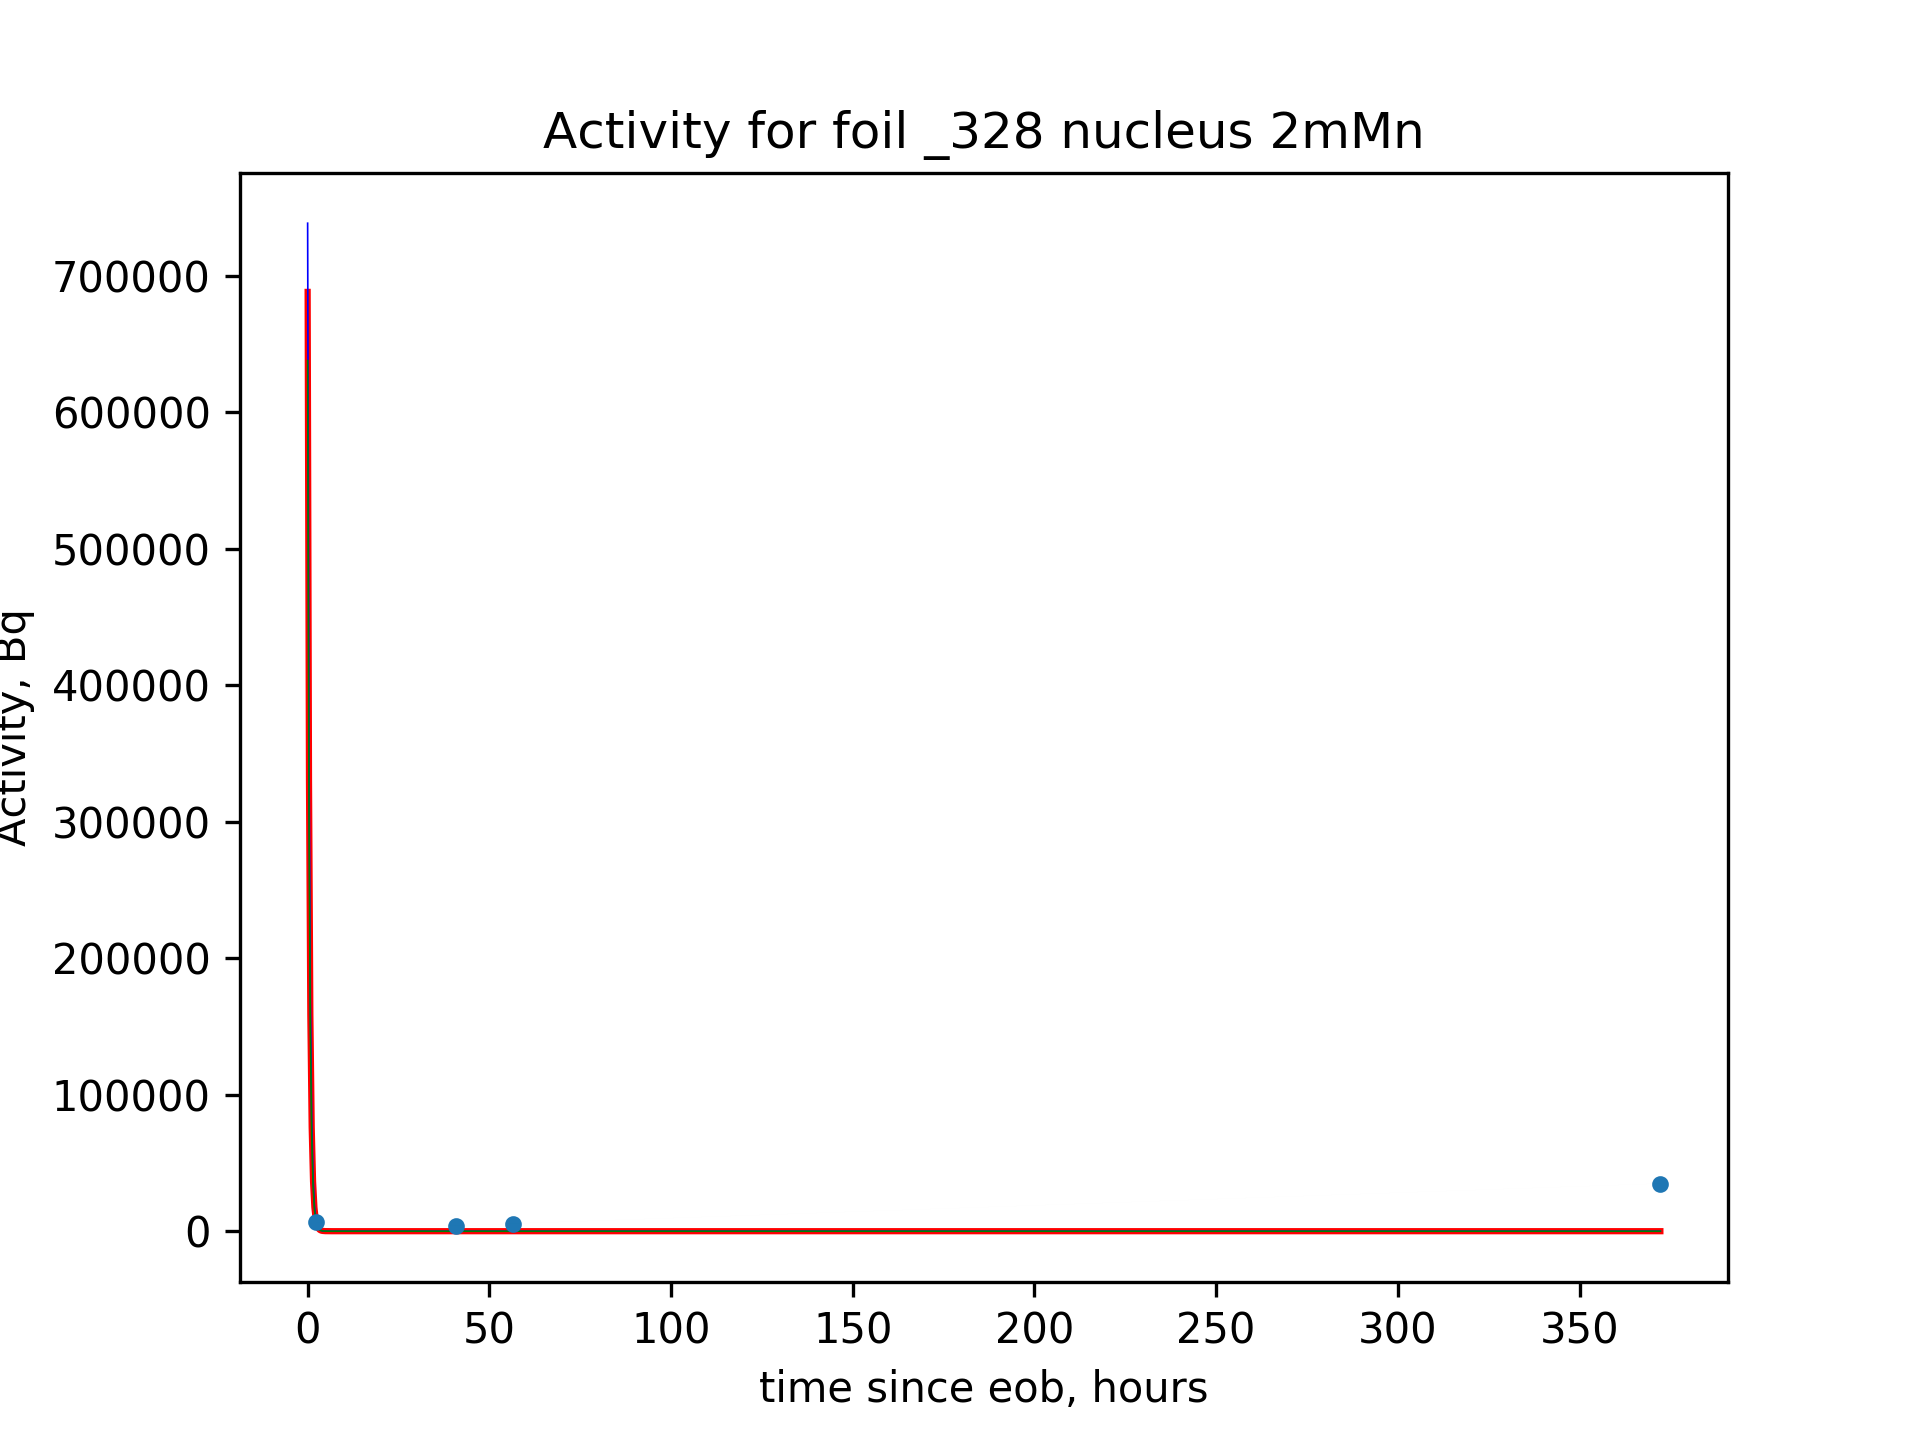 Activity for foil _328 nucleus 2mMn
700000
600000
500000
400000
300000
200000
100000
0
Activity, Bq
0 50 100 150 200 250 300 350
time since eob, hours